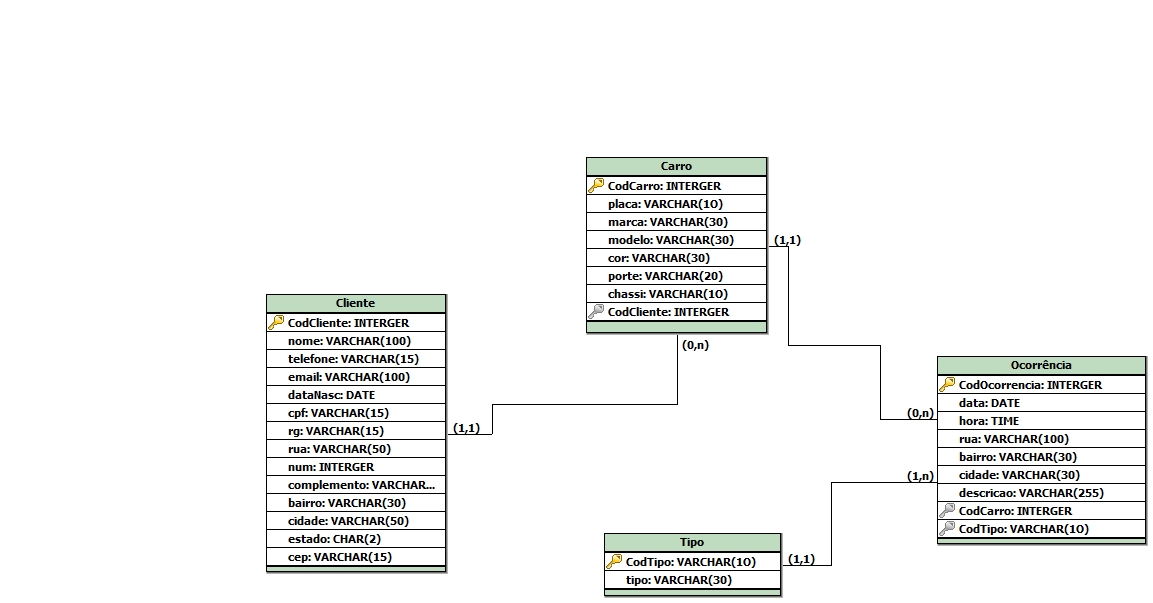 Carro
CodCarro: INTERGER
placa: VARCHAR(10)
marca: VARCHAR(30)
modelo: VARCHAR(30)
cor: VARCHAR(30)
porte: VARCHAR(20)
chassi: VARCHAR(10)
CodCliente: INTERGER
(1,1)
(0,n)
Cliente
CodCliente: INTERGER
nome: VARCHAR(100)
telefone: VARCHAR(15)
email: VARCHAR(100)
dataNasc: DATE
cpf: VARCHAR(15)
rg: VARCHAR(15)
rua: VARCHAR(50)
num: INTERGER
complemento: VARCHAR...
bairro: VARCHAR(30)
cidade: VARCHAR(50)
estado: CHAR(2)
cep: VARCHAR(15)
(1,1)
Ocorrência
CodOcorrencia: INTERGER
data: DATE
hora: TIME
rua: VARCHAR(100)
bairro: VARCHAR(30)
cidade: VARCHAR(30)
descricao: VARCHAR(255)
CodCarro: INTERGER
CodTipo: VARCHAR(10)
(0,n)
(1,n)
Tipo
CodTipo: VARCHAR(10)
tipo: VARCHAR(30)
(1,1)